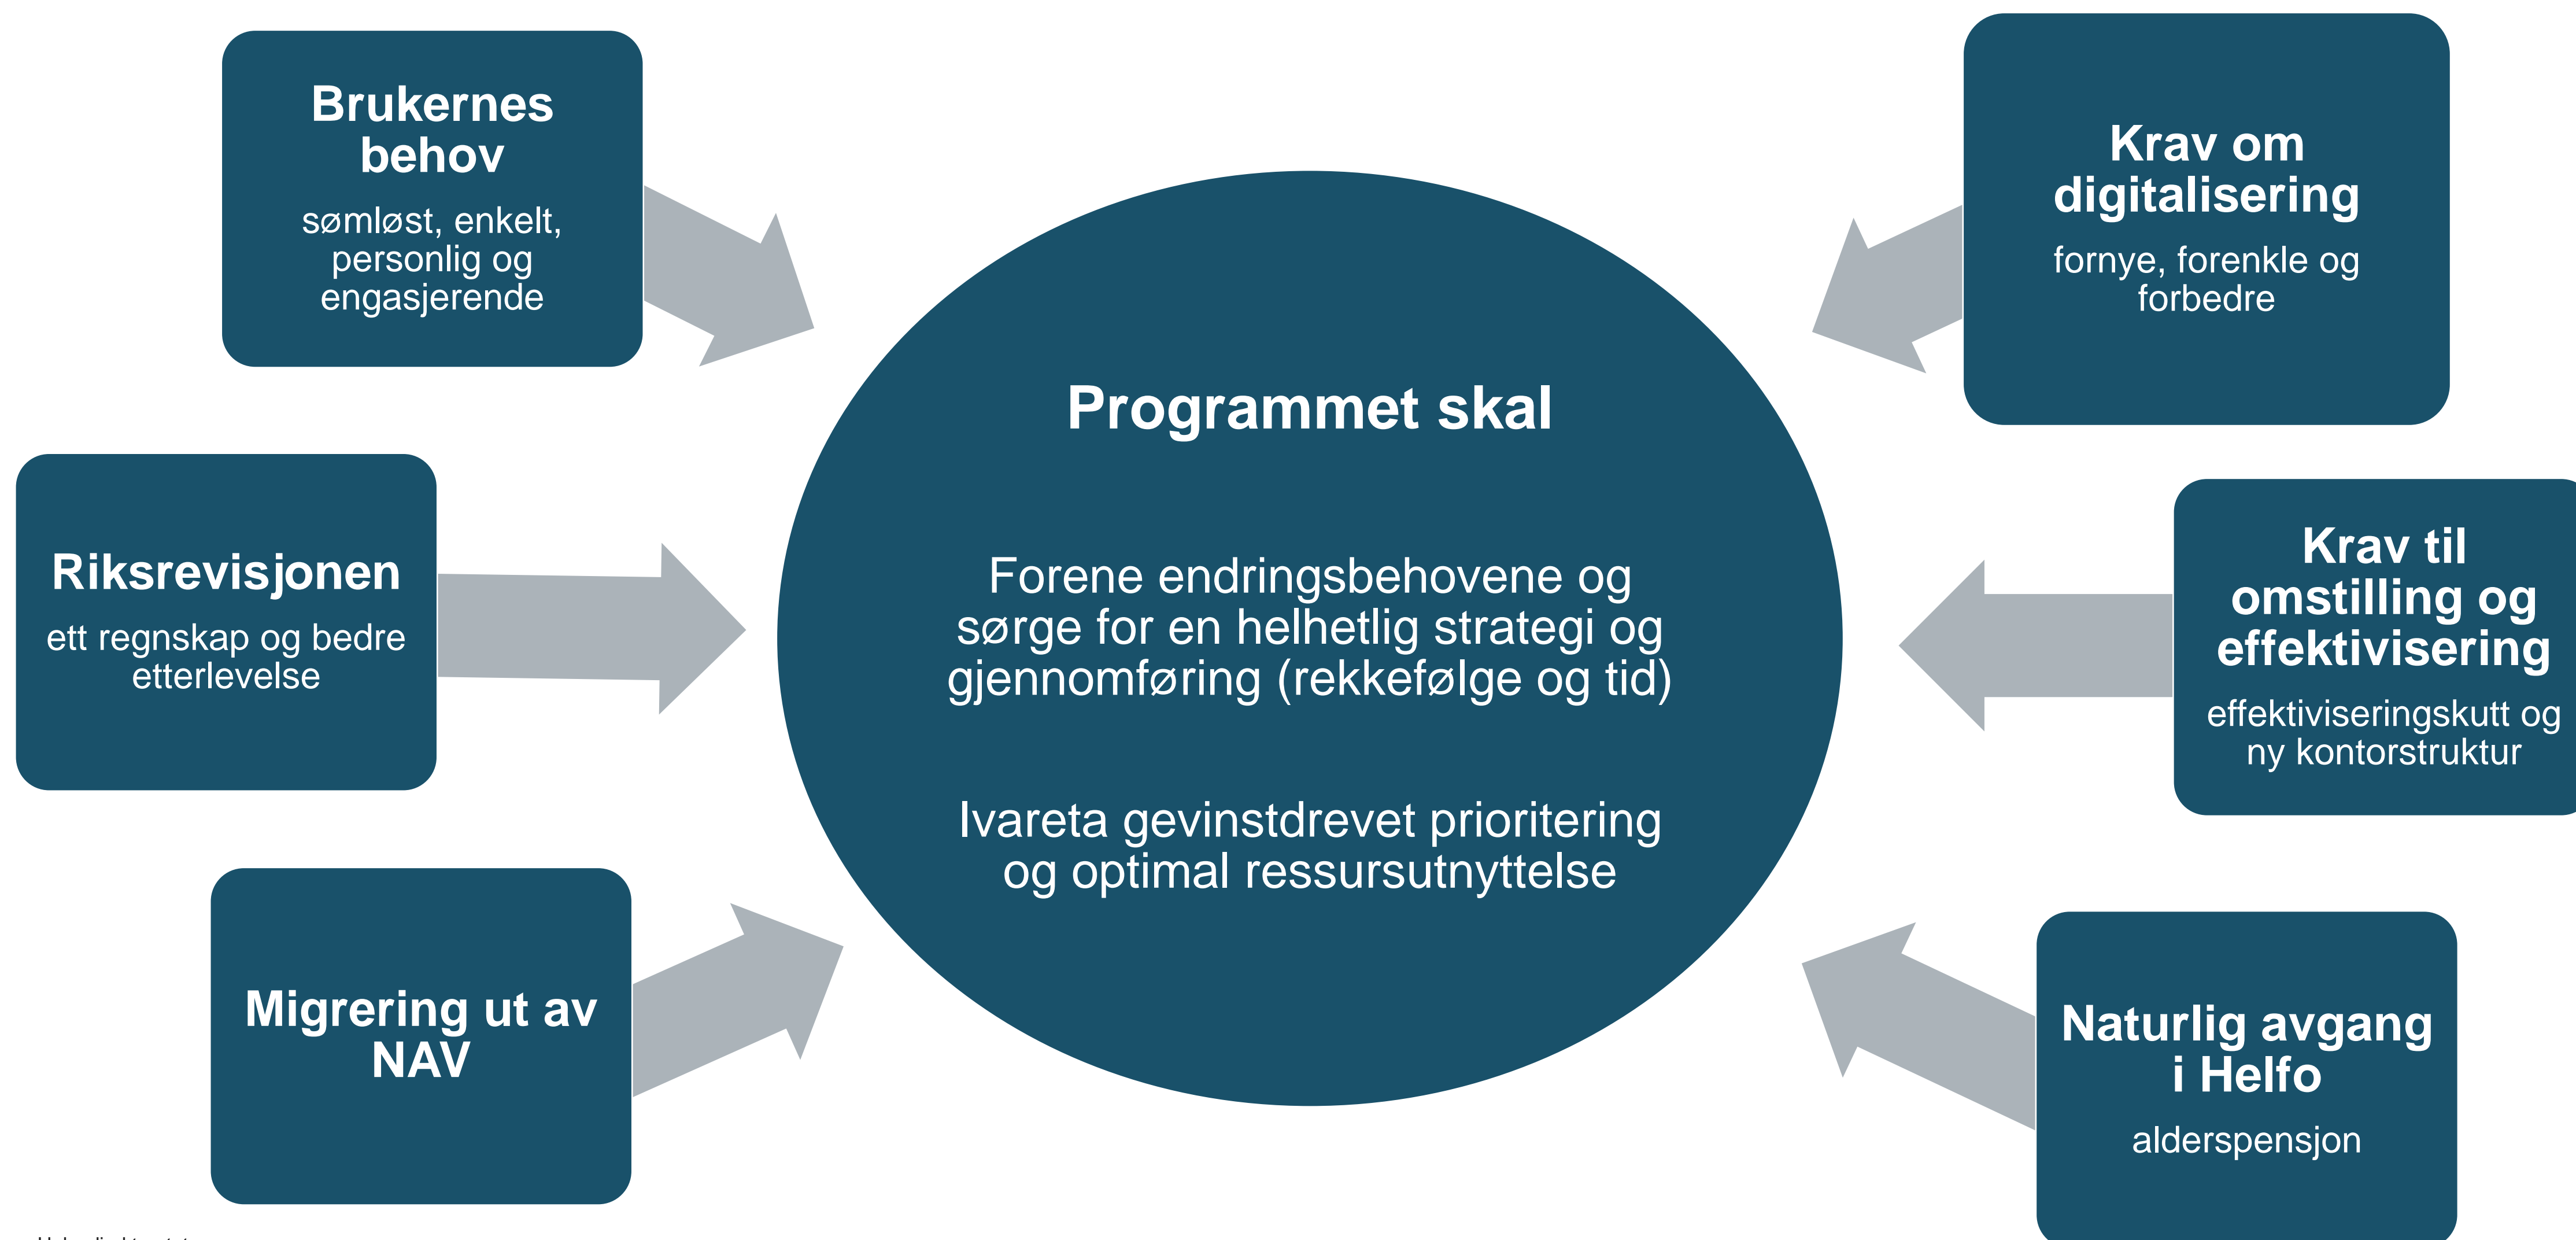 Brukernes
behov
sømløst, enkelt,
personlig og
engasjerende
Riksrevisjonen
ett regnskap og bedre
etterlevelse
Migrering ut av
NAV
Programmet skal
Forene endringsbehovene og
sørge for en helhetlig strategi og
gjennomføring (rekkefølge og tid)
Ivareta gevinstdrevet prioritering
og optimal ressursutnyttelse
Krav om
digitalisering
fornye, forenkle og
forbedre
Krav til
omstilling og
effektivisering
effektiviseringskutt og
ny kontorstruktur
Naturlig avgang
i Helfo
alderspensjon